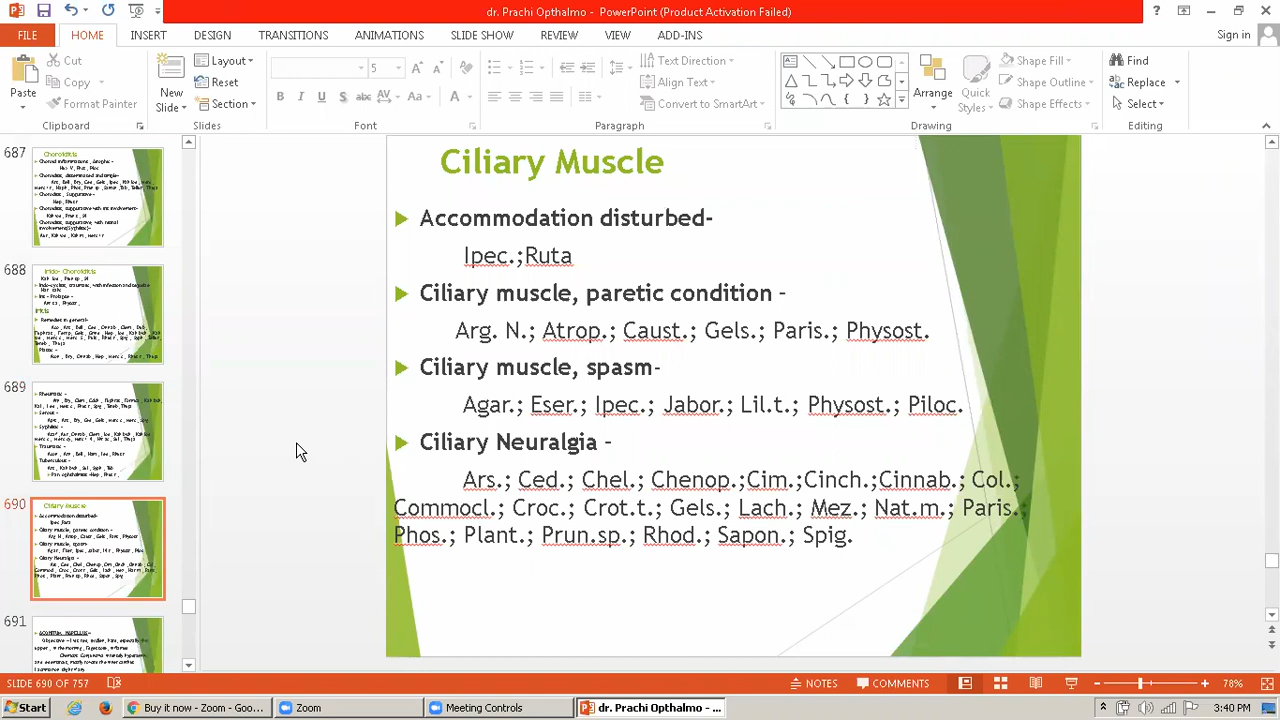 dr. Prachi Opthalmo - PowerPoint (Product Activation Failed)
FILE HOME INSERT DESIGN TRANSITIONS ANIMATIONS SLIDE SHOW REVIEW VIEW ADD-INS Sign in
Paste
Cut
Copy
Format Painter
Clipboard
New Slide
Layout
Reset
Section
Slides
5
B I U S abc AV Aa A
Font
Text Direction
Align Text
Convert to SmartArt
Paragraph
Arrange
Quick Styles
Shape Fill
Shape Outline
Shape Effects
Drawing
Find
Replace
Select
Editing
687
688
689
690
691
Ciliary Muscle
Accommodation disturbed-
Ipec.;Ruta
Ciliary muscle, paretic condition -
Arg. N.; Atrop.; Caust.; Gels.; Paris.; Physost.
Ciliary muscle, spasm-
Agar.; Eser.; Ipec.; Jabor.; Lil.t.; Physost.; Piloc.
Ciliary Neuralgia -
Ars.; Ced.; Chel.; Chenop.;Cim.;Cinch.;Cinnab.; Col.;
Commocl.; Croc.; Crot.t.; Gels.; Lach.; Mez.; Nat.m.; Paris.;
Phos.; Plant.; Prun.sp.; Rhod.; Sapon.; Spig.
SLIDE 690 OF 757 NOTES COMMENTS 78%
Start Buy it now - Zoom - Goo... Zoom Meeting Controls dr. Prachi Opthalmo - ... 3:40 PM